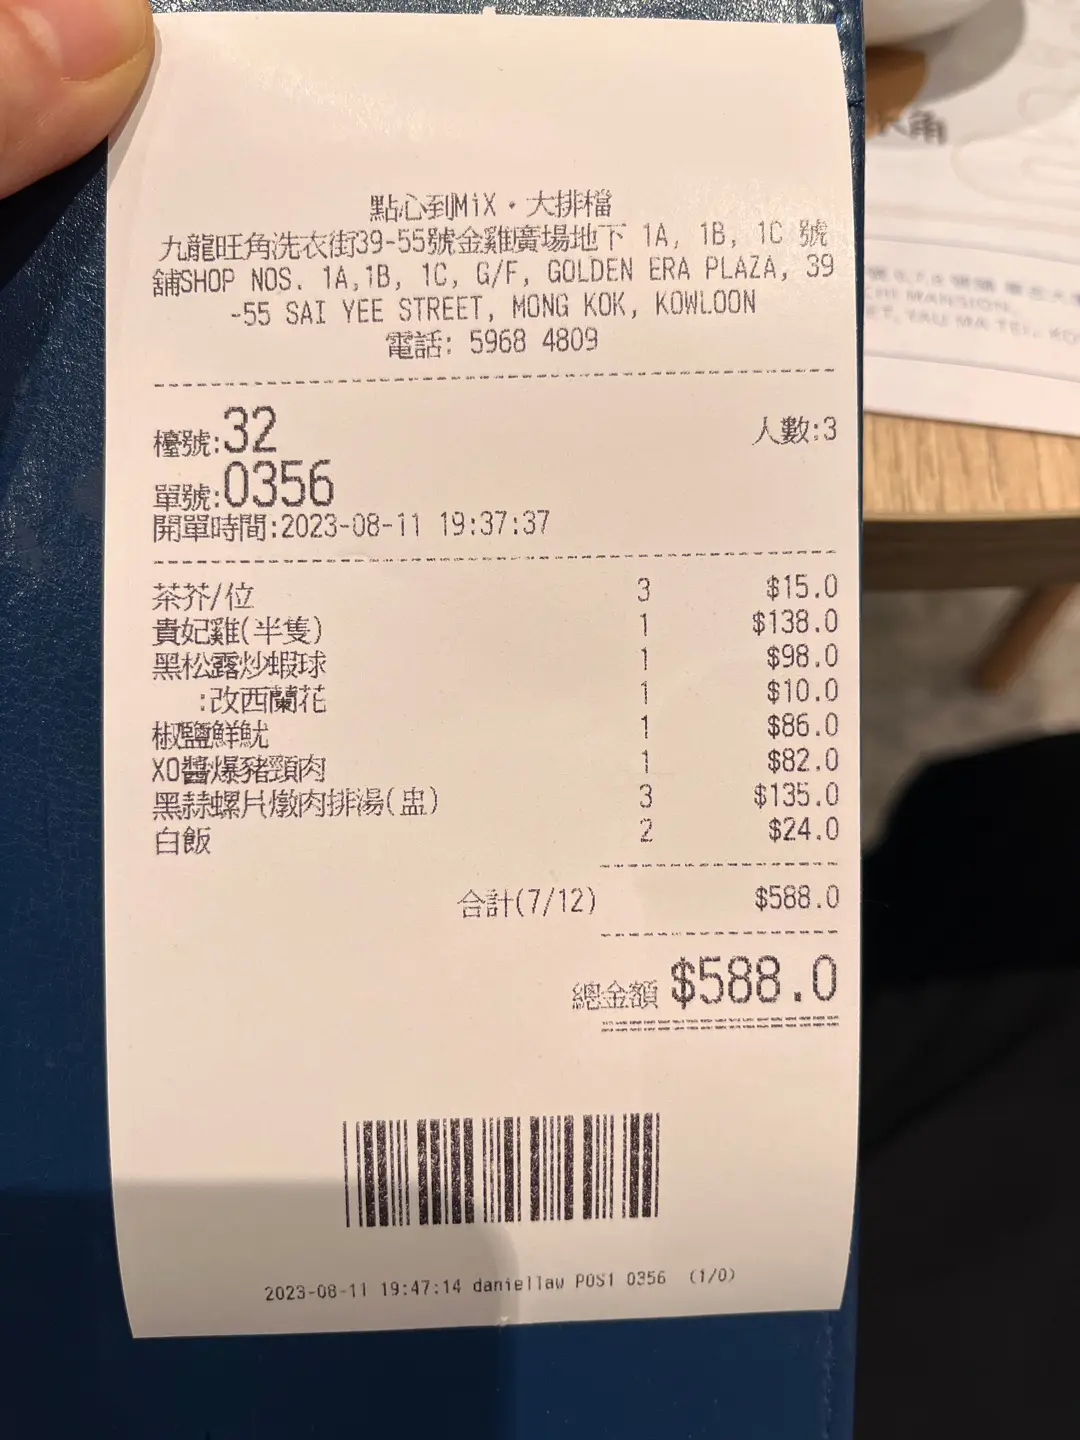 點心到MiX·大排檔
九龍旺角洗衣街39-55號金雞廣場地下 1A, 1B, 1C 號
舖SHOP NOS. 1A,1B, 1C, G/F, GOLDEN ERA PLAZA, 39
-55 SAI YEE STREET, MONG KOK, KOWLOON
電話: 5968 4809
檯號:32 人數:3
單號:0356
開單時間:2023-08-11 19:37:37
茶芥/位 3 $15.0
貴妃雞(半隻) 1 $138.0
黑松露炒蝦球 1 $98.0
:改西蘭花 1 $10.0
椒鹽鮮魷 1 $86.0
XO醬爆豬頸肉 1 $82.0
黑蒜螺片燉肉排湯(盅) 3 $135.0
白飯 2 $24.0
合計(7/12) $588.0
總金額 $588.0
2023-08-11 19:47:14 daniellaw POS1 0356 (1/0)
角
CHI MANSION,
ET, YAU MA TEI,